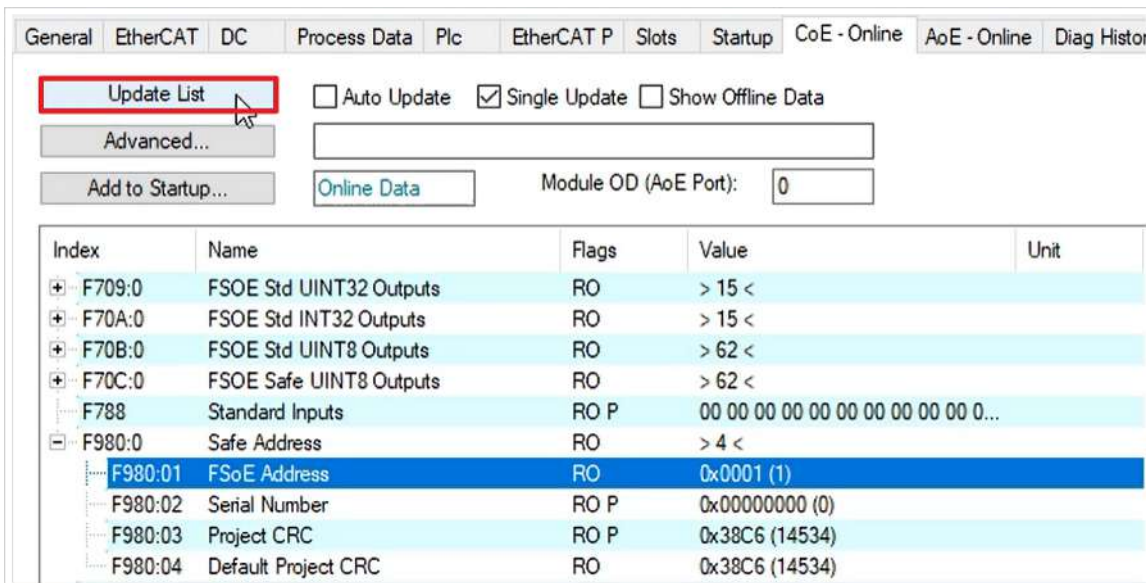 General EtherCAT DC Process Data Plc EtherCAT P Slots Startup CoE - Online AoE - Online Diag Histor
Update List Auto Update Single Update Show Offline Data
Advanced...
Add to Startup... Online Data Module OD (AoE Port): 0
Index Name Flags Value Unit
F709:0 FSOE Std UINT32 Outputs RO > 15 <
F70A:0 FSOE Std INT32 Outputs RO > 15 <
F70B:0 FSOE Std UINT8 Outputs RO > 62 <
F70C:0 FSOE Safe UINT8 Outputs RO > 62 <
F788 Standard Inputs RO P 00 00 00 00 00 00 00 00 00 00 0...
F980:0 Safe Address RO > 4 <
F980:01 FSoE Address RO 0x0001 (1)
F980:02 Serial Number RO P 0x00000000 (0)
F980:03 Project CRC RO P 0x38C6 (14534)
F980:04 Default Project CRC RO 0x38C6 (14534)